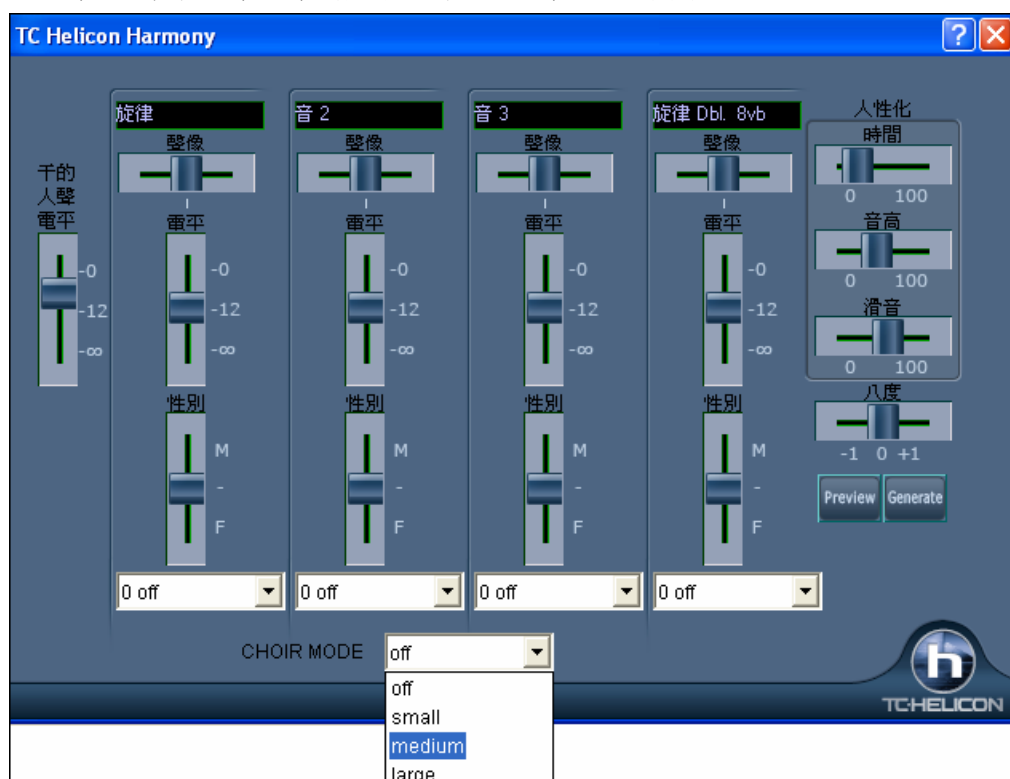 TC Helicon Harmony
干的
人聲
電平
-0
-12
-∞
旋律
聲像
電平
-0
-12
-∞
性別
M
-
F
0 off
音 2
聲像
電平
-0
-12
-∞
性別
M
-
F
0 off
音 3
聲像
電平
-0
-12
-∞
性別
M
-
F
0 off
旋律 Dbl. 8vb
聲像
電平
-0
-12
-∞
性別
M
-
F
0 off
人性化
時間
0 100
音高
0 100
滑音
0 100
八度
-1 0 +1
Preview Generate
CHOIR MODE off
off
small
medium
large
h
TC·HELICON